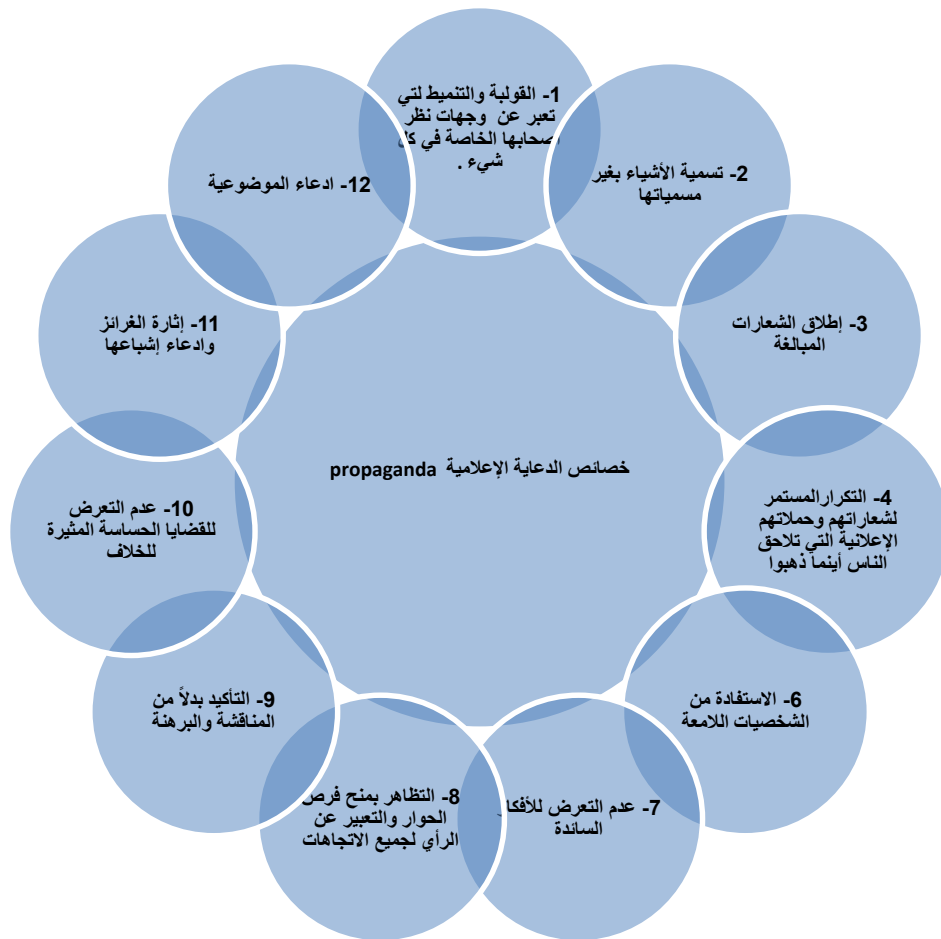 خصائص الدعاية الإعلامية propaganda
1- القولبة والتنميط لتي
تعبر عن وجهات نظر
أصحابها الخاصة في كل
شيء .
2- تسمية الأشياء بغير
مسمياتها
3- إطلاق الشعارات
المبالغة
4- التكرارالمستمر
لشعاراتهم وحملاتهم
الإعلانية التي تلاحق
الناس أينما ذهبوا
6- الاستفادة من
الشخصيات اللامعة
7- عدم التعرض للأفكار
السائدة
8- التظاهر بمنح فرص
الحوار والتعبير عن
الرأي لجميع الاتجاهات
9- التأكيد بدلاً من
المناقشة والبرهنة
10- عدم التعرض
للقضايا الحساسة المثيرة
للخلاف
11- إثارة الغرائز
وادعاء إشباعها
12- ادعاء الموضوعية